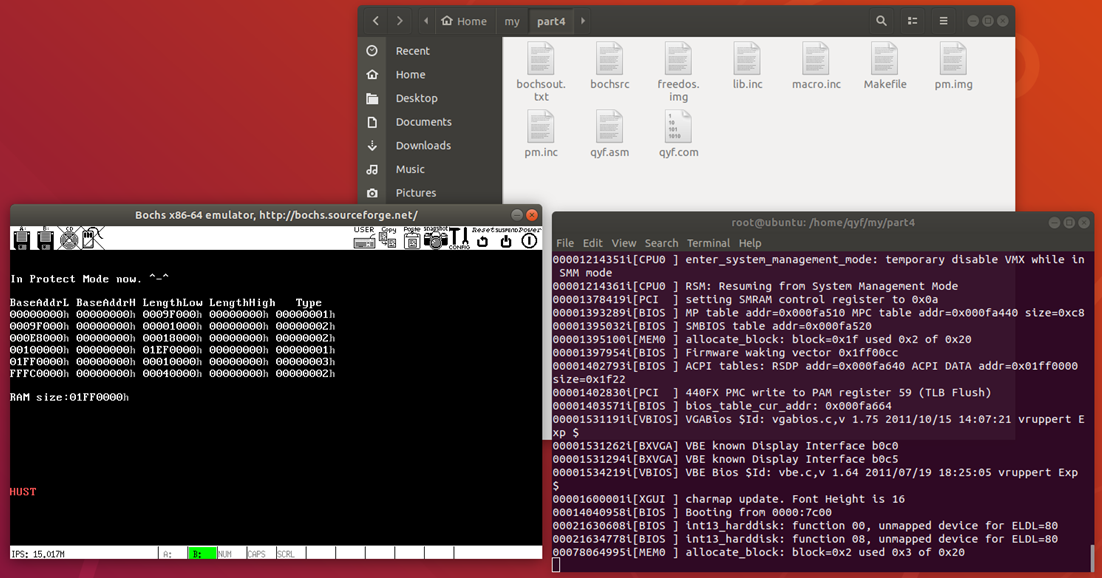 Home my part4
Recent
Home
Desktop
Documents
Downloads
Music
Pictures
bochsout.
txt
bochsrc
freedos.
img
lib.inc
macro.inc
Makefile
pm.img
pm.inc
qyf.asm
1
10
101
1010
qyf.com
Bochs x86-64 emulator, http://bochs.sourceforge.net/
A: B: CD USER Copy Paste snapshot CONFIG Reset SUSPEND Power
In Protect Mode now. ^-^
BaseAddrL BaseAddrH LengthLow LengthHigh Type
00000000h 00000000h 0009F000h 00000000h 00000001h
0009F000h 00000000h 00001000h 00000000h 00000002h
000E8000h 00000000h 00018000h 00000000h 00000002h
00100000h 00000000h 01EF0000h 00000000h 00000001h
01FF0000h 00000000h 00010000h 00000000h 00000003h
FFFC0000h 00000000h 00040000h 00000000h 00000002h
RAM size:01FF0000h
HUST
IPS: 15.017M A: B: NUM CAPS SCRL
root@ubuntu: /home/qyf/my/part4
File Edit View Search Terminal Help
00001214351i[CPU0 ] enter_system_management_mode: temporary disable VMX while in
SMM mode
00001214361i[CPU0 ] RSM: Resuming from System Management Mode
00001378419i[PCI ] setting SMRAM control register to 0x0a
00001393289i[BIOS ] MP table addr=0x000fa510 MPC table addr=0x000fa440 size=0xc8
00001395032i[BIOS ] SMBIOS table addr=0x000fa520
00001395100i[MEM0 ] allocate_block: block=0x1f used 0x2 of 0x20
00001397954i[BIOS ] Firmware waking vector 0x1ff00cc
00001402793i[BIOS ] ACPI tables: RSDP addr=0x000fa640 ACPI DATA addr=0x01ff0000
size=0x1f22
00001402830i[PCI ] 440FX PMC write to PAM register 59 (TLB Flush)
00001403571i[BIOS ] bios_table_cur_addr: 0x000fa664
00001531191i[VBIOS] VGABios $Id: vgabios.c,v 1.75 2011/10/15 14:07:21 vruppert E
xp $
00001531262i[BXVGA] VBE known Display Interface b0c0
00001531294i[BXVGA] VBE known Display Interface b0c5
00001534219i[VBIOS] VBE Bios $Id: vbe.c,v 1.64 2011/07/19 18:25:05 vruppert Exp
$
00001600001i[XGUI ] charmap update. Font Height is 16
00014040958i[BIOS ] Booting from 0000:7c00
00021630608i[BIOS ] int13_harddisk: function 00, unmapped device for ELDL=80
00021634778i[BIOS ] int13_harddisk: function 08, unmapped device for ELDL=80
00078064995i[MEM0 ] allocate_block: block=0x2 used 0x3 of 0x20